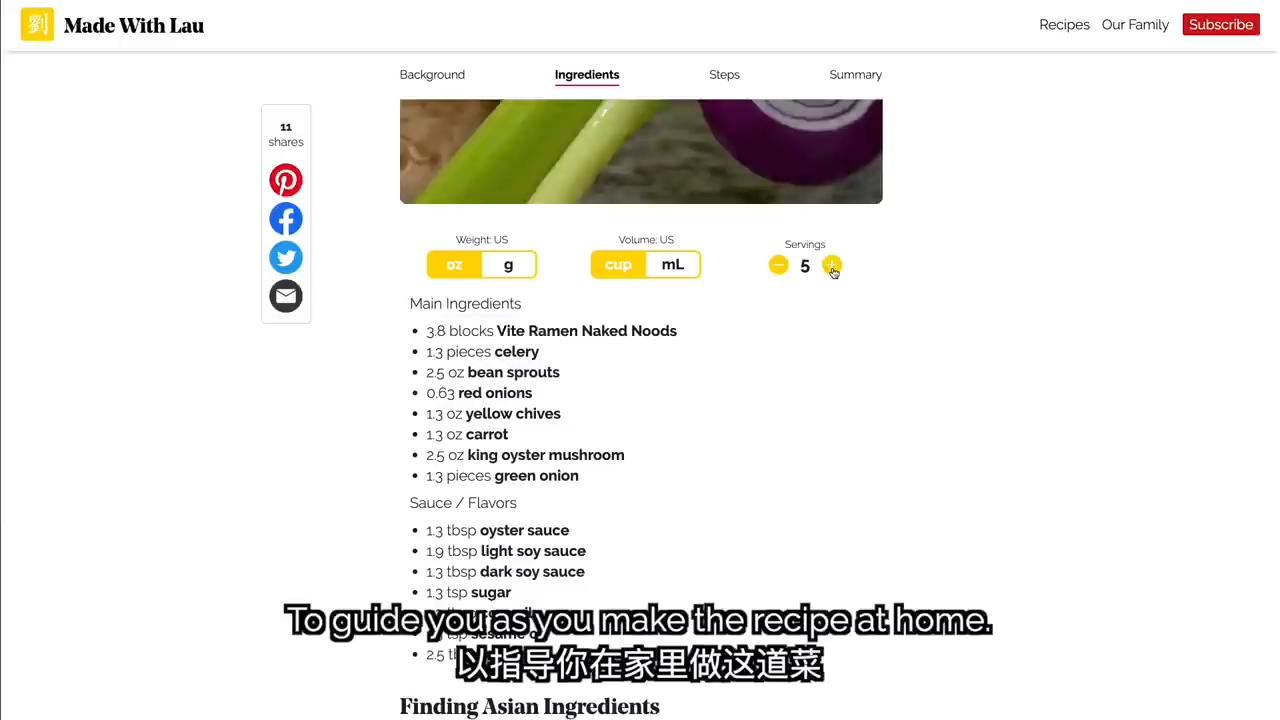 劉 Made With Lau
Recipes Our Family Subscribe
Background Ingredients Steps Summary
11
shares
Weight: US
oz g
Volume: US
cup mL
Servings
5
Main Ingredients
3.8 blocks Vite Ramen Naked Noods
1.3 pieces celery
2.5 oz bean sprouts
0.63 red onions
1.3 oz yellow chives
1.3 oz carrot
2.5 oz king oyster mushroom
1.3 pieces green onion
Sauce / Flavors
1.3 tbsp oyster sauce
1.9 tbsp light soy sauce
1.3 tbsp dark soy sauce
1.3 tsp sugar
To guide you as you make the recipe at home.
2.5
以指导你在家里做这道菜
Finding Asian Ingredients